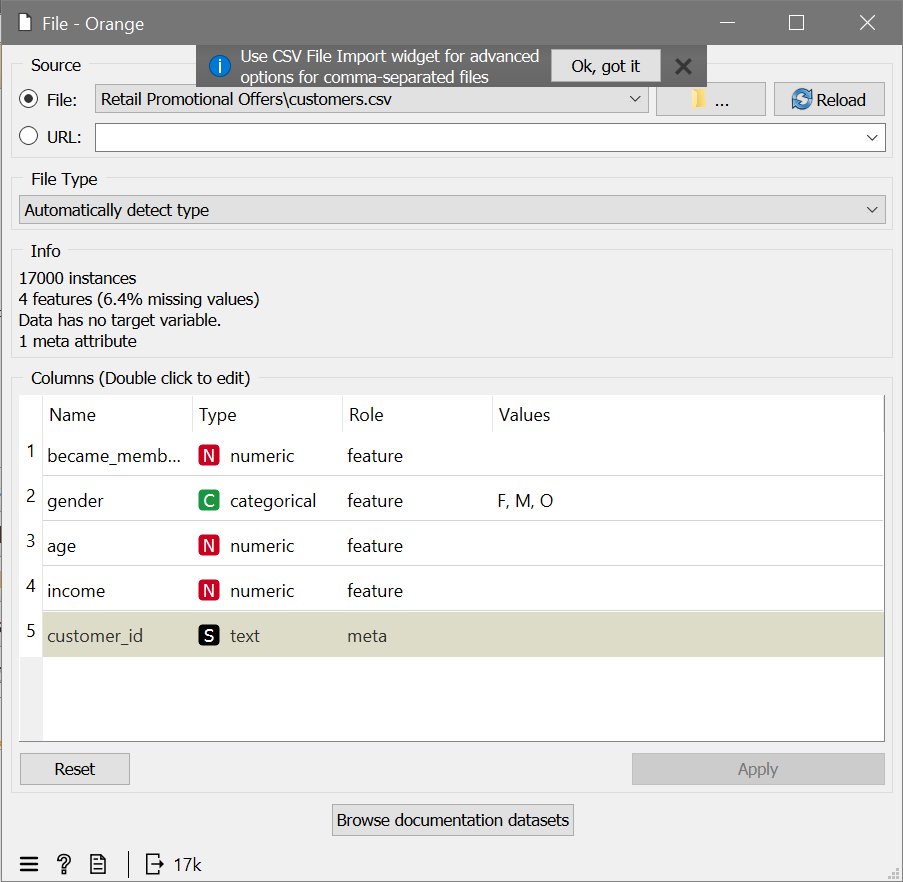 File - Orange
Source
Use CSV File Import widget for advanced
options for comma-separated files
Ok, got it
File:
Retail Promotional Offers\customers.csv
...
Reload
URL:
File Type
Automatically detect type
Info
17000 instances
4 features (6.4% missing values)
Data has no target variable.
1 meta attribute
Columns (Double click to edit)
Name Type Role Values
1 became_memb... N numeric feature
2 gender C categorical feature F, M, O
3 age N numeric feature
4 income N numeric feature
5 customer_id S text meta
Reset
Apply
Browse documentation datasets
17k